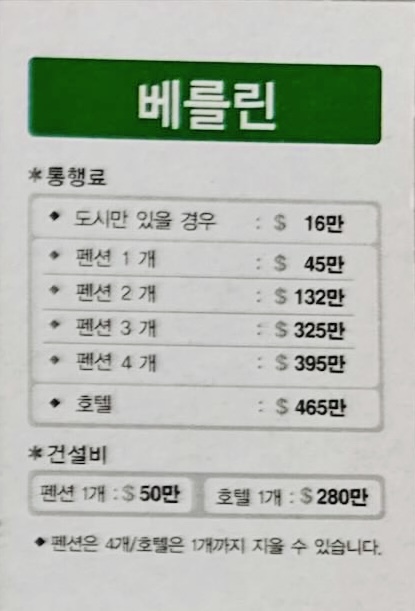 베를린
*통행료
◆ 도시만 있을 경우 : $ 16만
◆ 펜션 1 개 : $ 45만
◆ 펜션 2 개 : $ 132만
◆ 펜션 3 개 : $ 325만
◆ 펜션 4 개 : $ 395만
◆ 호텔 : $ 465만
*건설비
펜션 1개 : $ 50만 호텔 1개 : $ 280만
◆ 펜션은 4개/호텔은 1개까지 지을 수 있습니다.